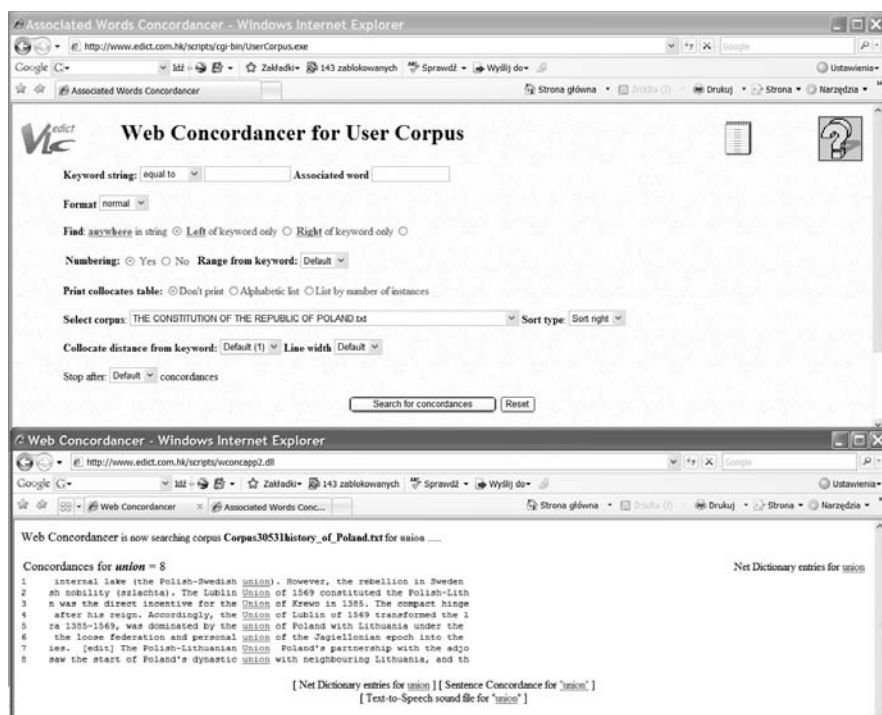 Associated Words Concordancer - Windows Internet Explorer
http://www.edict.com.hk/scripts/cgi-bin/UserCorpus.exe
Google
Google G Idź Zakładki 143 zablokowanych Sprawdź Wyślij do Ustawienia
Associated Words Concordancer Strona główna Źródła (J) Drukuj Strona Narzędzia
edict
Vlc
Web Concordancer for User Corpus
Keyword string: equal to Associated word
Format normal
Find: anywhere in string Left of keyword only Right of keyword only
Numbering: Yes No Range from keyword: Default
Print collocates table: Don't print Alphabetic list List by number of instances
Select corpus: THE CONSTITUTION OF THE REPUBLIC OF POLAND.txt Sort type: Sort right
Collocate distance from keyword: Default (1) Line width Default
Stop after: Default concordances
Search for concordances Reset
Web Concordancer - Windows Internet Explorer
http://www.edict.com.hk/scripts/wconcapp2.dll
Google
Google G Idź Zakładki 143 zablokowanych Sprawdź Wyślij do Ustawienia
Web Concordancer Associated Words Conc... Strona główna Drukuj Strona Narzędzia
Web Concordancer is now searching corpus Corpus30531history_of_Poland.txt for union .....
Concordances for union = 8 Net Dictionary entries for union
1 internal lake (the Polish-Swedish union). However, the rebellion in Sweden
2 sh nobility (szlachta). The Lublin Union of 1569 constituted the Polish-Lith
3 n was the direct incentive for the Union of Krewo in 1385. The compact hinge
4 after his reign. Accordingly, the Union of Lublin of 1569 transformed the l
5 ra 1385-1569, was dominated by the union of Poland with Lithuania under the
6 the loose federation and personal union of the Jagiellonian epoch into the
7 ies. [edit] The Polish-Lithuanian Union Poland's partnership with the adjo
8 saw the start of Poland's dynastic union with neighbouring Lithuania, and th
[ Net Dictionary entries for union ] [ Sentence Concordance for "union" ]
[ Text-to-Speech sound file for "union" ]